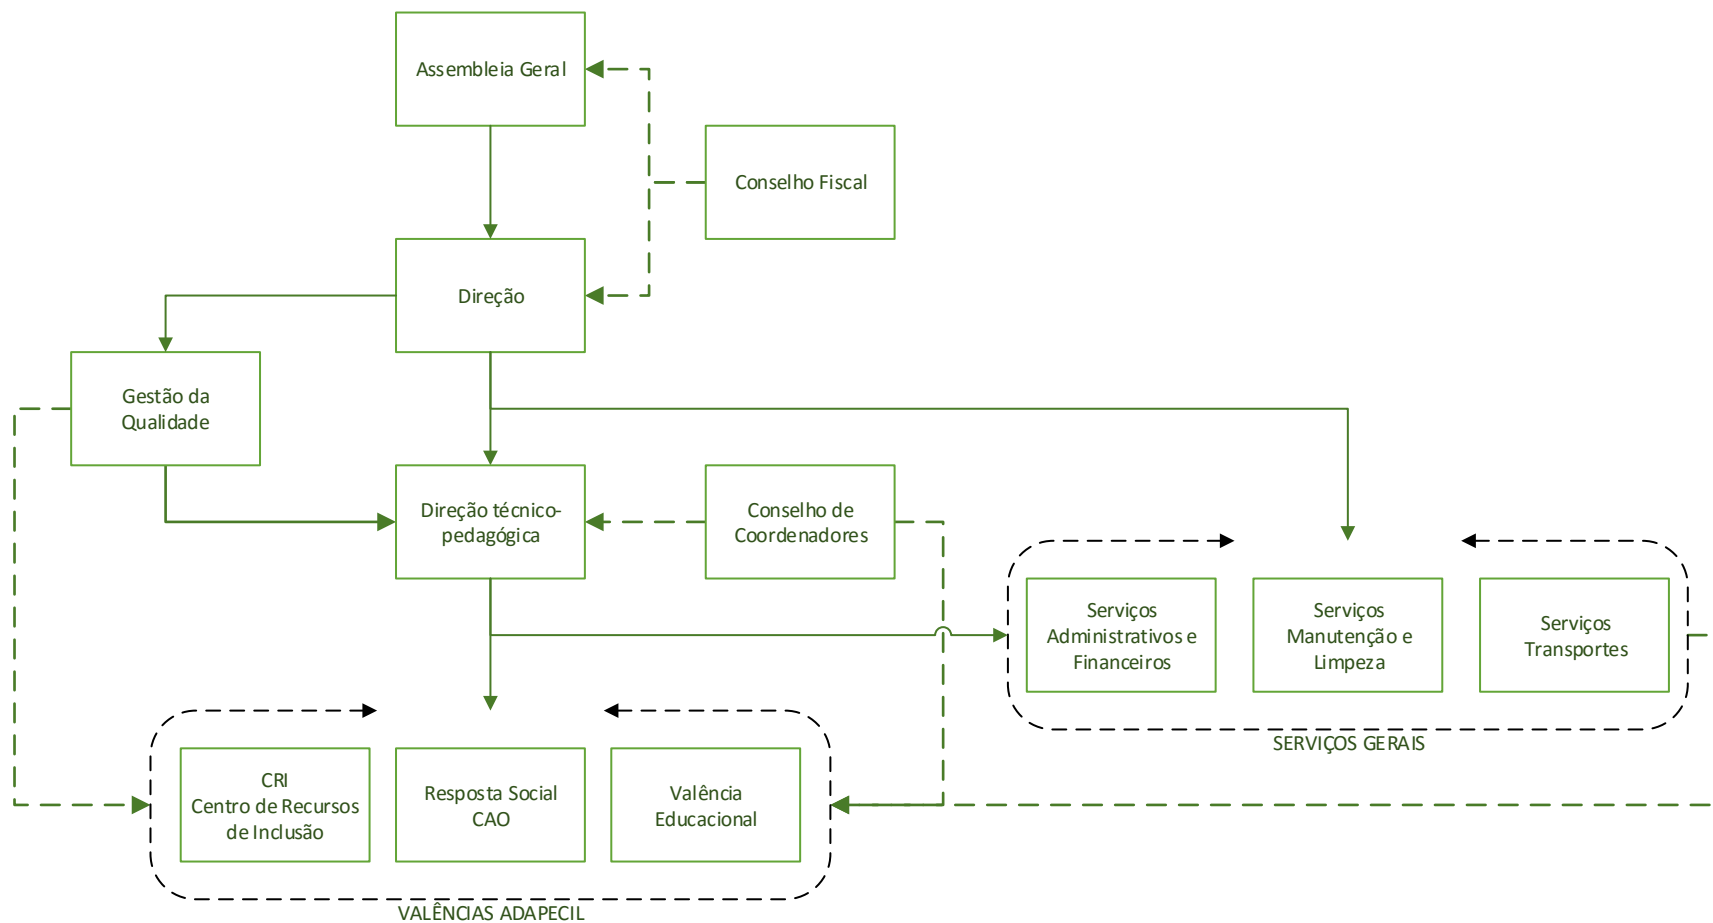 Assembleia Geral
Conselho Fiscal
Direção
Gestão da
Qualidade
Direção técnico-
pedagógica
Conselho de
Coordenadores
Serviços
Administrativos e
Financeiros
Serviços
Manutenção e
Limpeza
Serviços
Transportes
SERVIÇOS GERAIS
CRI
Centro de Recursos
de Inclusão
Resposta Social
CAO
Valência
Educacional
VALÊNCIAS ADAPECIL